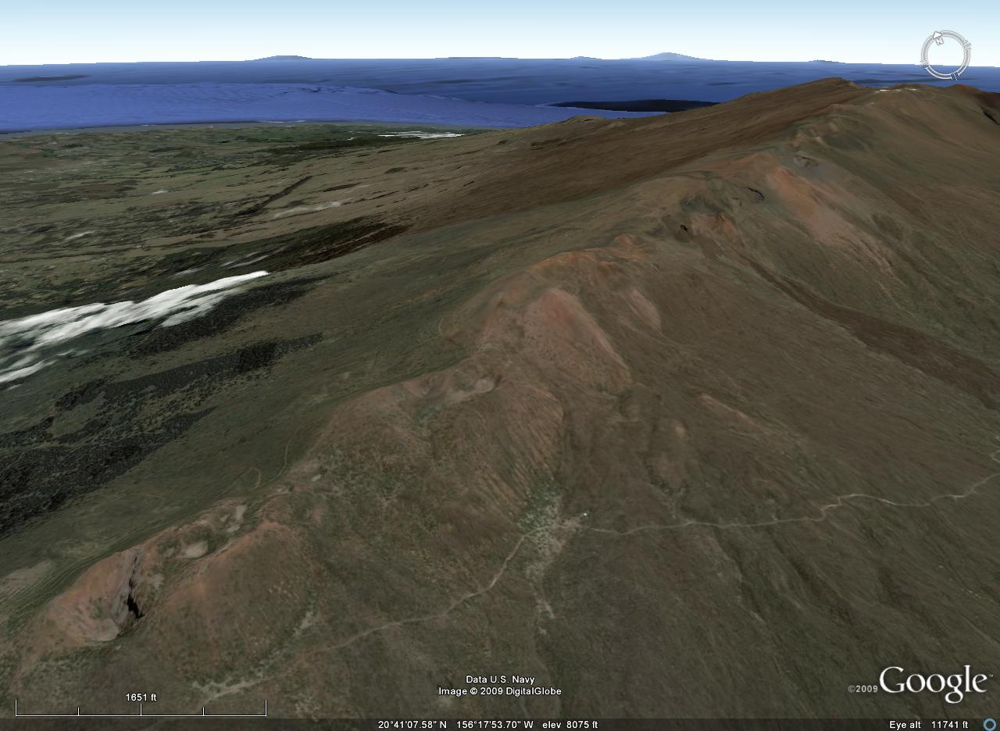 N
1651 ft
Data U.S. Navy
Image © 2009 DigitalGlobe
©2009 Google™
20°41'07.58" N 156°17'53.70" W elev 8075 ft
Eye alt 11741 ft